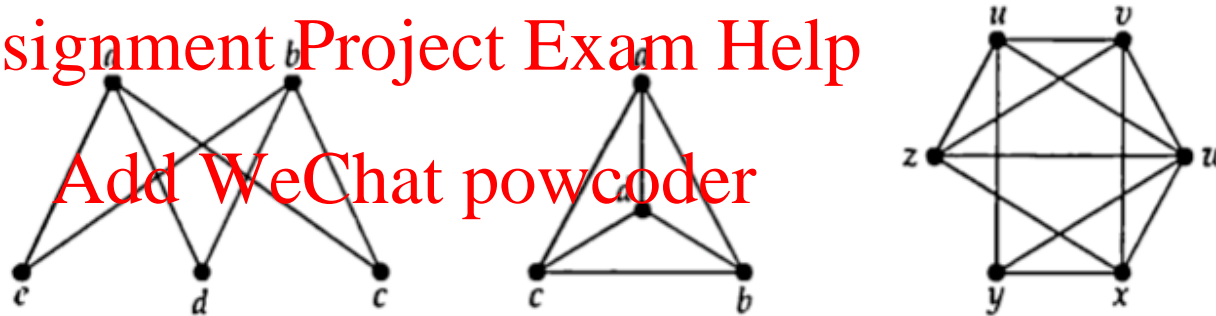 u v
signment Project Exam Help
a b a
Add WeChat powcoder
z
e d c c b y x